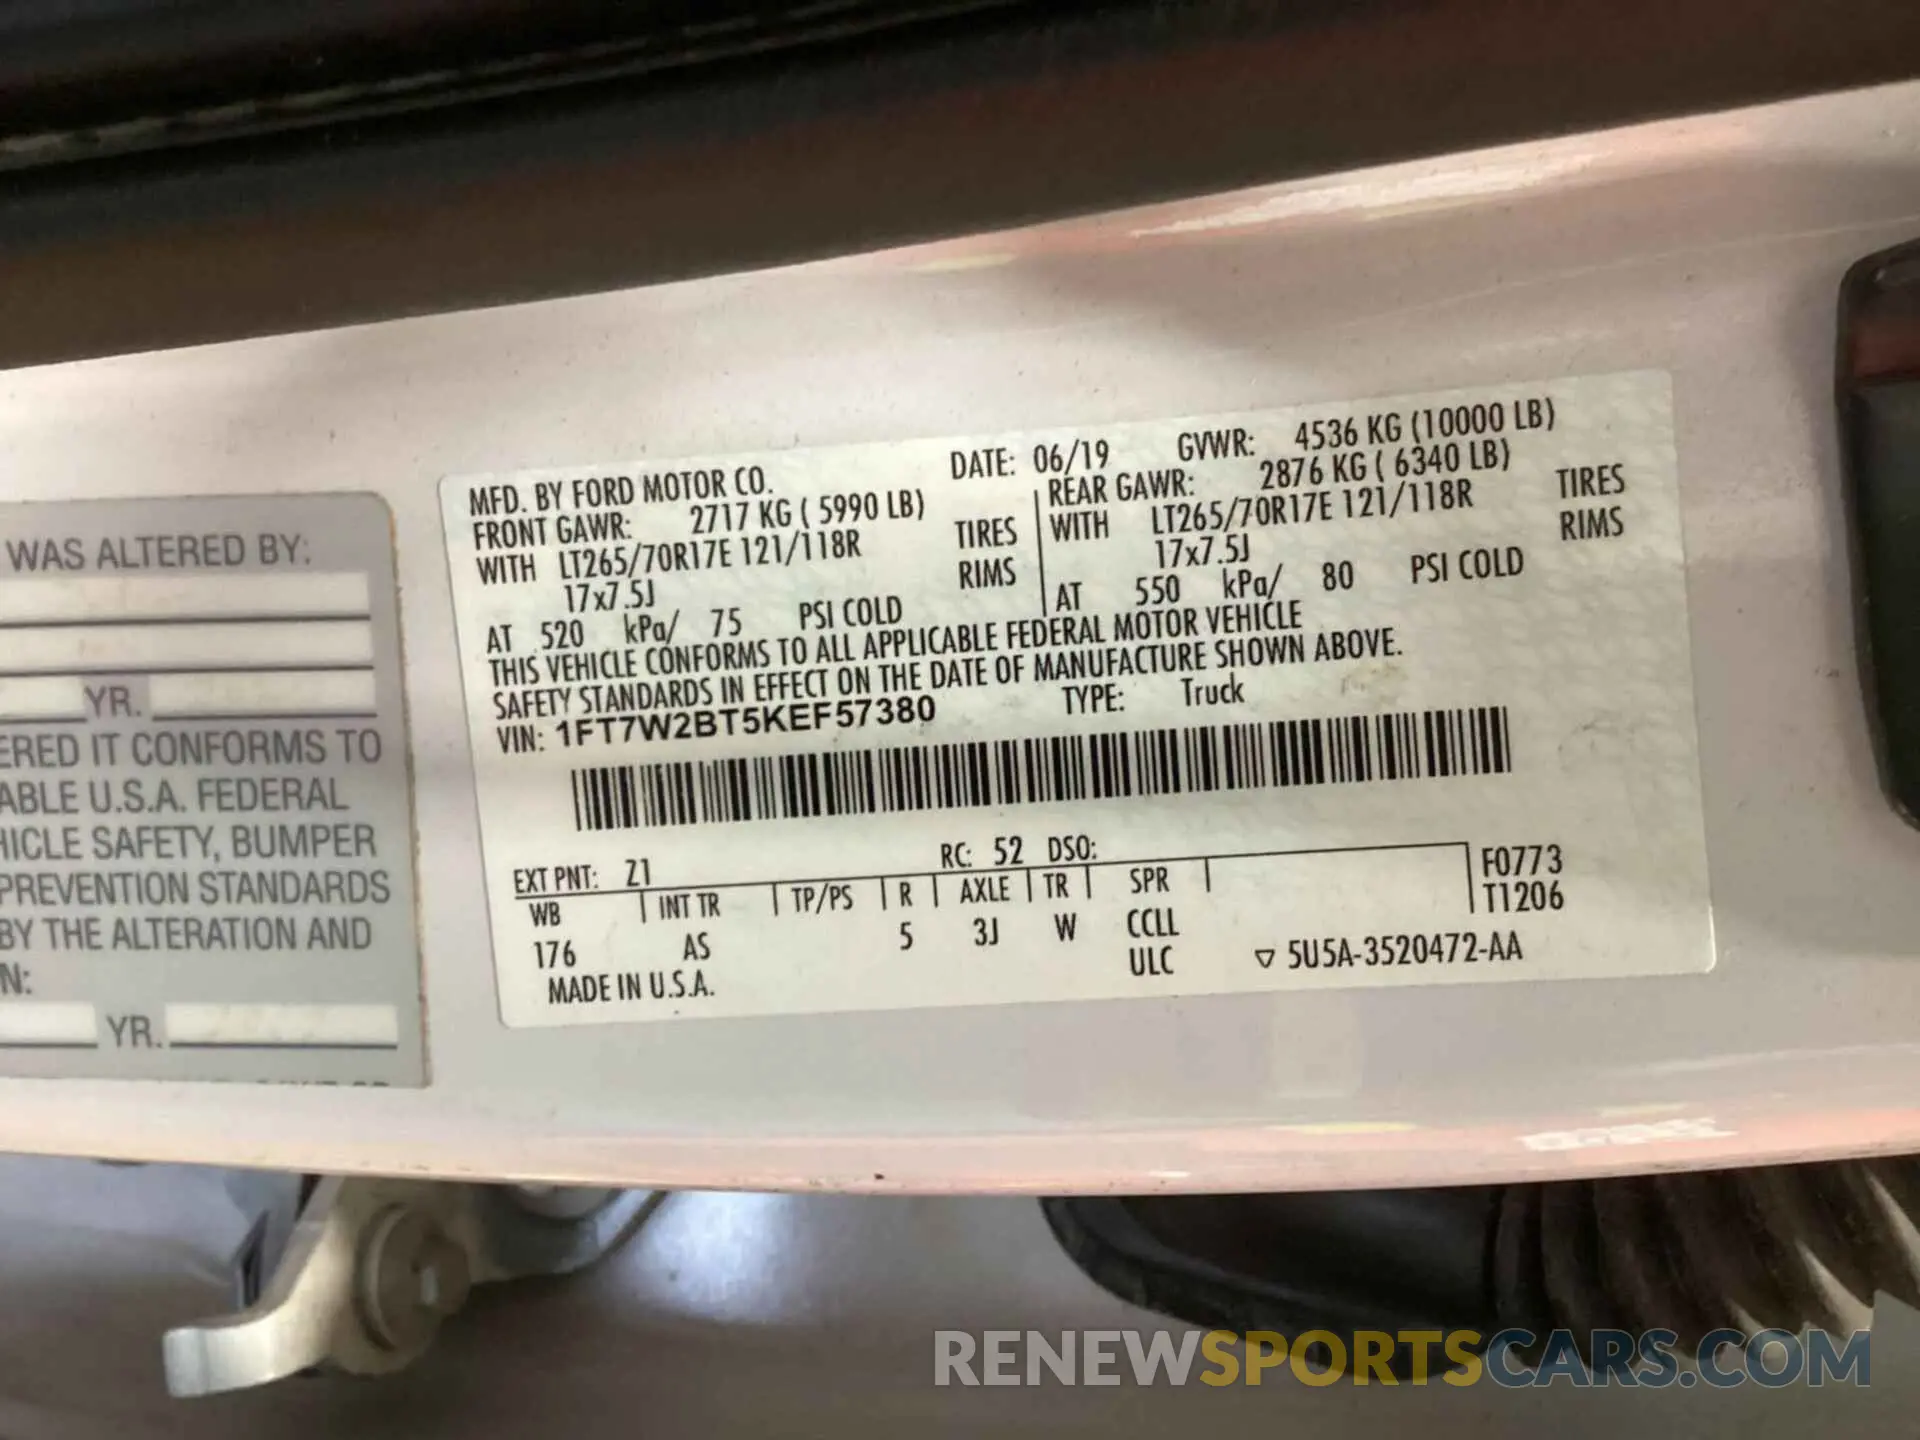 WAS ALTERED BY:
YR.
ERED IT CONFORMS TO
ABLE U.S.A. FEDERAL
HICLE SAFETY, BUMPER
PREVENTION STANDARDS
BY THE ALTERATION AND
N:
YR.
MFD. BY FORD MOTOR CO. DATE: 06/19 GVWR: 4536 KG (10000 LB)
FRONT GAWR: 2717 KG ( 5990 LB) REAR GAWR: 2876 KG ( 6340 LB)
WITH LT265/70R17E 121/118R TIRES WITH LT265/70R17E 121/118R TIRES
17x7.5J RIMS 17x7.5J RIMS
AT 520 kPa/ 75 PSI COLD AT 550 kPa/ 80 PSI COLD
THIS VEHICLE CONFORMS TO ALL APPLICABLE FEDERAL MOTOR VEHICLE
SAFETY STANDARDS IN EFFECT ON THE DATE OF MANUFACTURE SHOWN ABOVE.
VIN: 1FT7W2BT5KEF57380 TYPE: Truck
EXT PNT: Z1 RC: 52 DSO:
WB INT TR TP/PS R AXLE TR SPR F0773
176 AS 5 3J W CCLL T1206
ULC ▽ 5U5A-3520472-AA
MADE IN U.S.A.
RENEWSPORTSCARS.COM